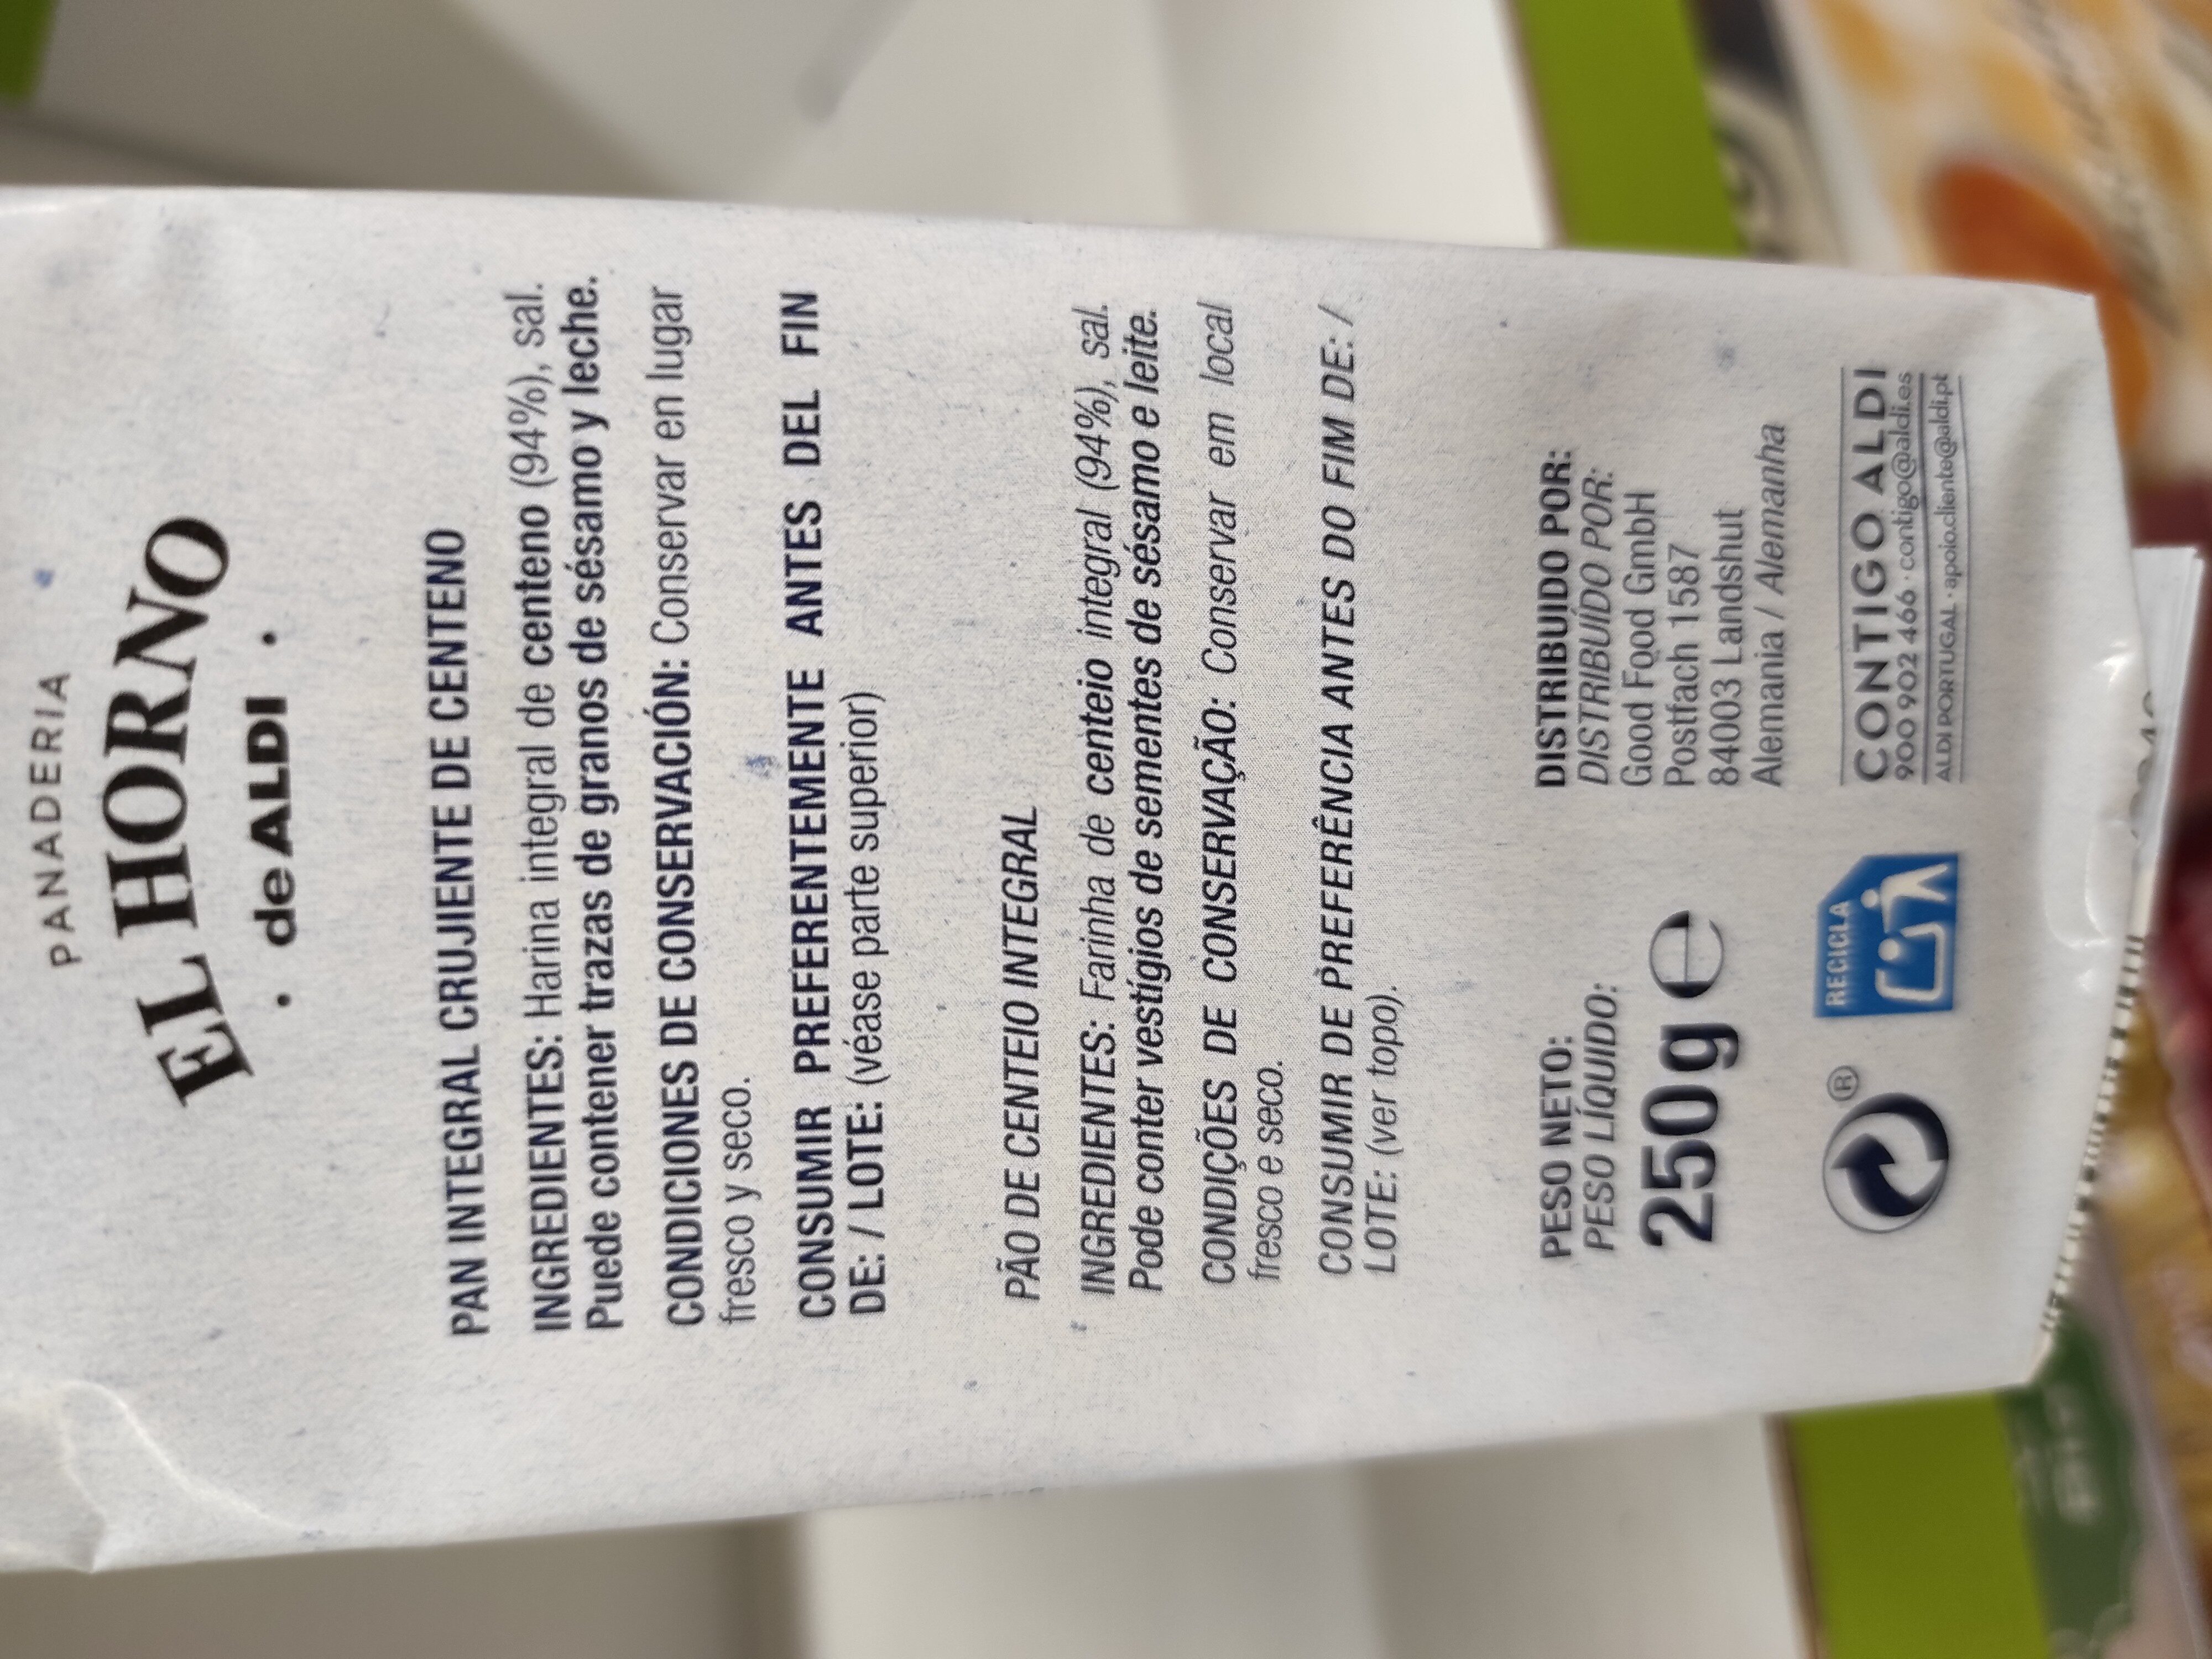 PANADERIA
EL HORNO
· de ALDI ·
PAN INTEGRAL CRUJIENTE DE CENTENO
INGREDIENTES: Harina integral de centeno (94%), sal.
Puede contener trazas de granos de sésamo y leche.
CONDICIONES DE CONSERVACIÓN: Conservar en lugar
fresco y seco.
CONSUMIR PREFERENTEMENTE ANTES DEL FIN
DE: / LOTE: (véase parte superior)
PÃO DE CENTEIO INTEGRAL
INGREDIENTES: Farinha de centeio integral (94%), sal.
Pode conter vestígios de sementes de sésamo e leite.
CONDIÇÕES DE CONSERVAÇÃO: Conservar em local
fresco e seco.
CONSUMIR DE PREFERÊNCIA ANTES DO FIM DE: /
LOTE: (ver topo).
PESO NETO:
PESO LÍQUIDO:
250g ℮
DISTRIBUIDO POR:
DISTRIBUÍDO POR:
Good Food GmbH
Postfach 1587
84003 Landshut
Alemania / Alemanha
®
RECICLA
CONTIGO ALDI
900 902 466 · contigo@aldi.es
ALDI PORTUGAL · apoio.cliente@aldi.pt